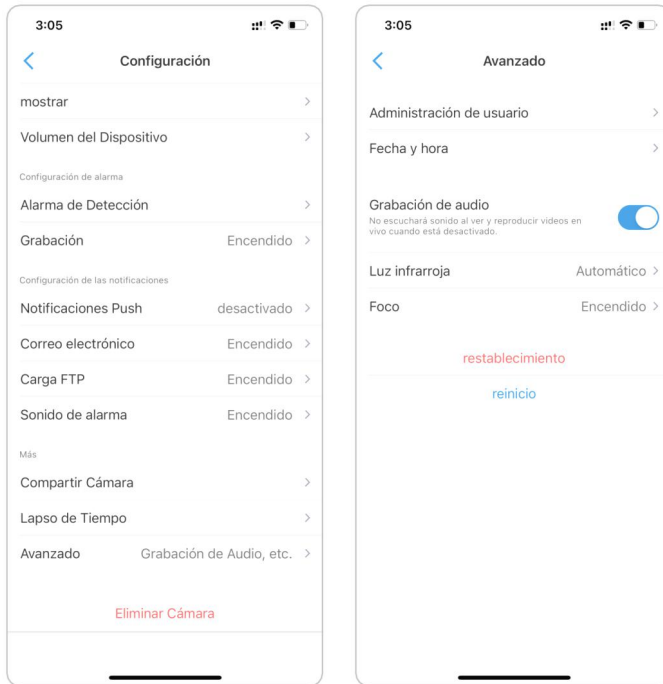 3:05
Configuración
mostrar
Volumen del Dispositivo
Configuración de alarma
Alarma de Detección
Grabación Encendido
Configuración de las notificaciones
Notificaciones Push desactivado
Correo electrónico Encendido
Carga FTP Encendido
Sonido de alarma Encendido
Más
Compartir Cámara
Lapso de Tiempo
Avanzado Grabación de Audio, etc.
Eliminar Cámara
3:05
Avanzado
Administración de usuario
Fecha y hora
Grabación de audio
No escuchará sonido al ver y reproducir videos en
vivo cuando está desactivado.
Luz infrarroja Automático
Foco Encendido
restablecimiento
reinicio